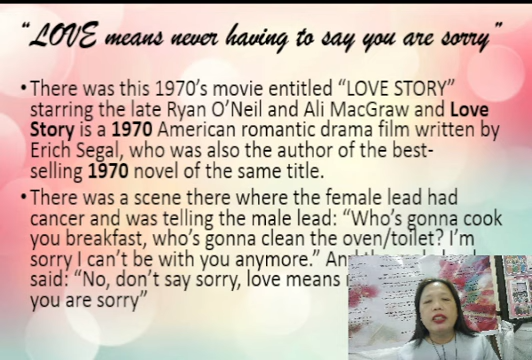 “LOVE means never having to say you are sorry”
• There was this 1970’s movie entitled “LOVE STORY”
starring the late Ryan O’Neil and Ali MacGraw and Love
Story is a 1970 American romantic drama film written by
Erich Segal, who was also the author of the best-
selling 1970 novel of the same title.
• There was a scene there where the female lead had
cancer and was telling the male lead: “Who’s gonna cook
you breakfast, who’s gonna clean the oven/toilet? I’m
sorry I can’t be with you anymore.”
said: “No, don’t say sorry, love means
you are sorry”